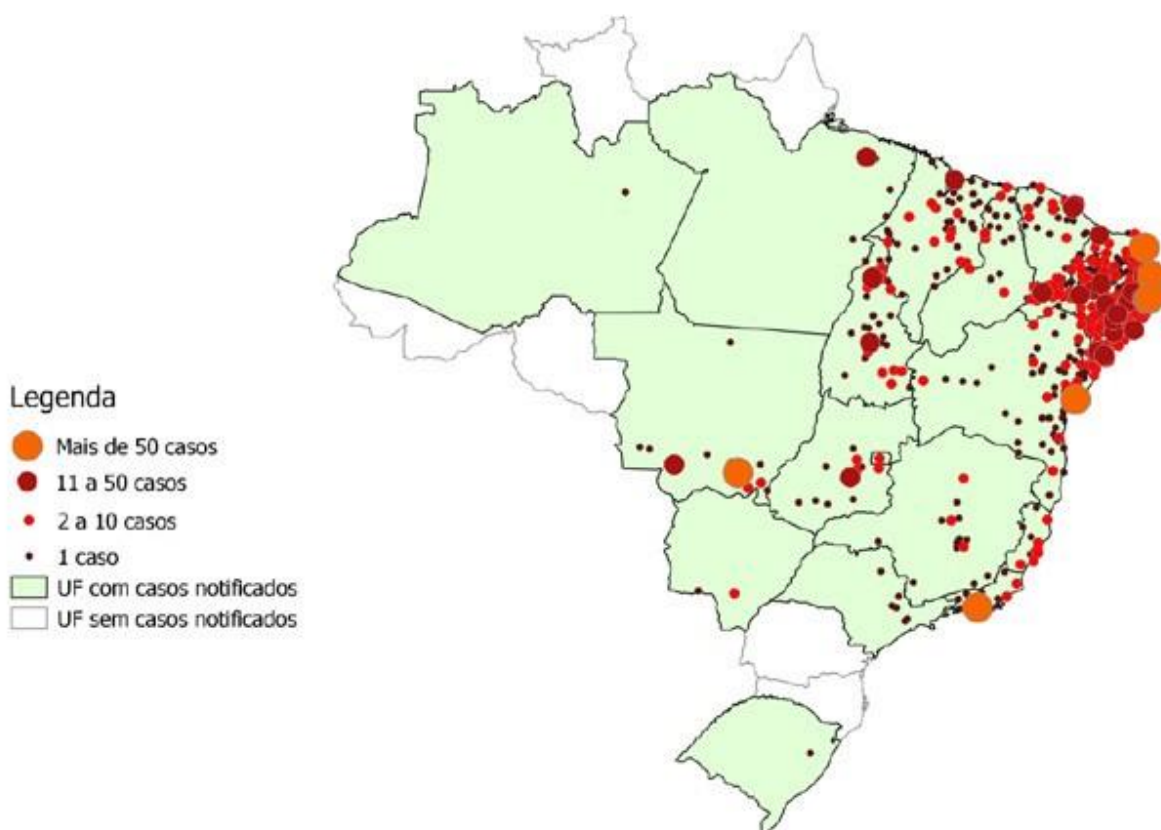 Legenda
Mais de 50 casos
11 a 50 casos
2 a 10 casos
1 caso
UF com casos notificados
UF sem casos notificados